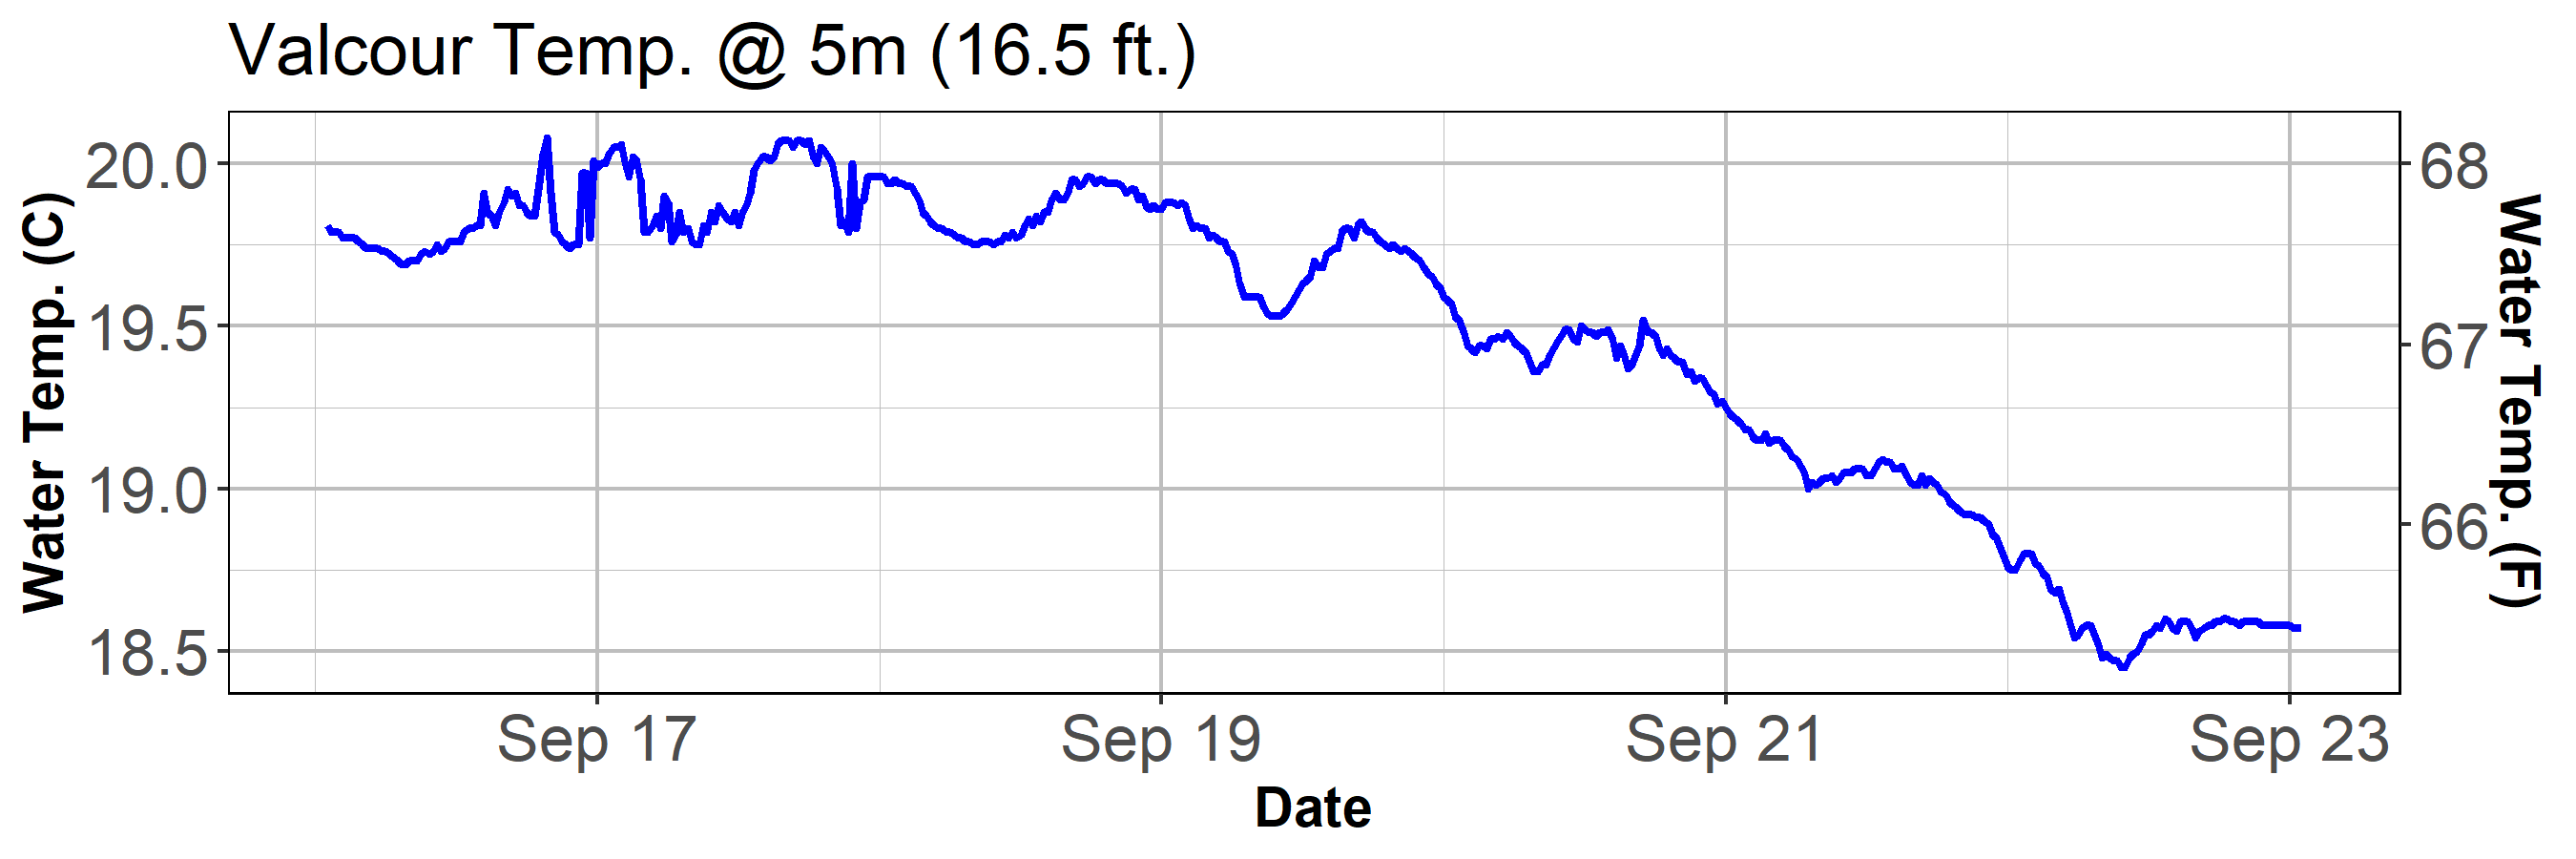 Valcour Temp. @ 5m (16.5 ft.)
Water Temp. (C)
20.0
19.5
19.0
18.5
68
67
66
Water Temp. (F)
Sep 17
Sep 19
Sep 21
Sep 23
Date